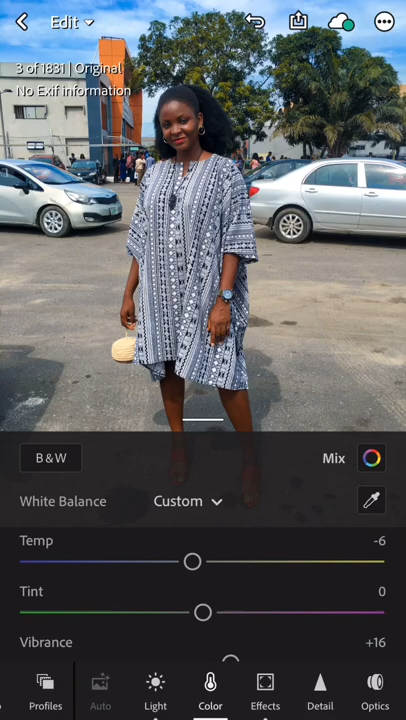 Edit
3 of 1831 | Original
No Exif information
B&W
Mix
White Balance
Custom
Temp
-6
Tint
0
Vibrance
+16
Profiles
Auto
Light
Color
Effects
Detail
Optics